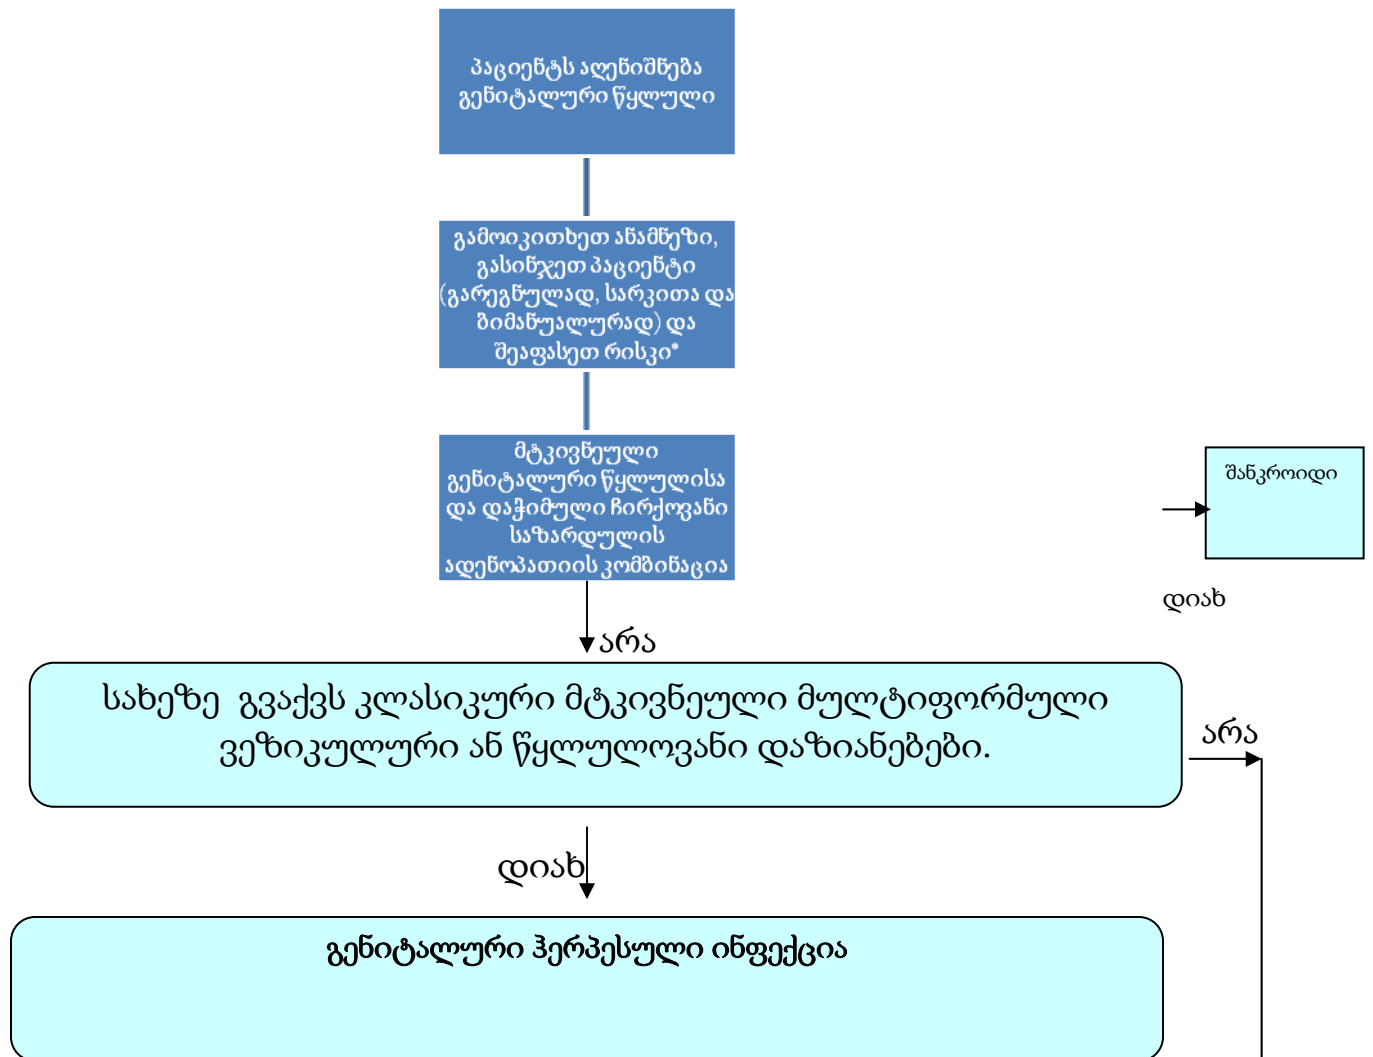 პაციენტს აღენიშნება
გენიტალური წყლული
გამოიკითხეთ ანამნეზი,
გასინჯეთ პაციენტი
(გარეგნულად, სარკითა და
ბიმანუალურად) და
შეაფასეთ რისკი*
მტკივნეული
გენიტალური წყლულისა
და დაჭიმული ჩირქოვანი
საზარდულის
ადენოპათიის კომბინაცია
შანკროიდი
დიახ
არა
სახეზე გვაქვს კლასიკური მტკივნეული მულტიფორმული
ვეზიკულური ან წყლულოვანი დაზიანებები.
არა
დიახ
გენიტალური ჰერპესული ინფექცია